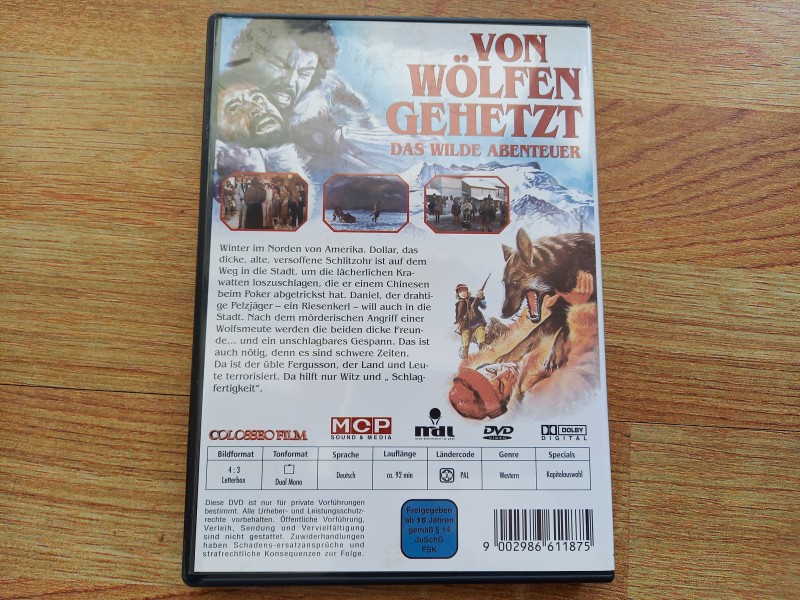 VON
WÖLFEN
GEHETZT
DAS WILDE ABENTEUER
Winter im Norden von Amerika. Dollar, das
dicke, alte, versoffene Schlitzohr ist auf dem
Weg in die Stadt, um die lächerlichen Kra-
watten loszuschlagen, die er einem Chinesen
beim Poker abgetrickst hat. Daniel, der drahti-
ge Pelzjäger – ein Riesenkerl – will auch in die
Stadt. Nach dem mörderischen Angriff einer
Wolfsmeute werden die beiden dicke Freun-
de... und ein unschlagbares Gespann. Das ist
auch nötig, denn es sind schwere Zeiten.
Da ist der üble Fergusson, der Land und Leu-
te terrorisiert. Da hilft nur Witz und „ Schlag-
fertigkeit".
COLOSSEO FILM
MCP
SOUND & MEDIA
mdl
DVD
VIDEO
DOLBY
DIGITAL
Bildformat Tonformat Sprache Lauflänge Ländercode Genre Specials
4 : 3
Letterbox
Dual Mono
Deutsch
ca. 92 min
PAL
Western
Kapitelauswahl
Diese DVD ist nur für private Vorführungen
bestimmt. Alle Urheber- und Leistungsschutz-
rechte vorbehalten. Öffentliche Vorführung,
Verleih, Sendung und Vervielfältigung
sind nicht gestattet. Zuwiderhandlungen
haben Schadens-ersatzansprüche und
strafrechtliche Konsequenzen zur Folge.
Freigegeben
ab 16 Jahren
gemäß § 14
JuSchG
FSK
9 002986 611875